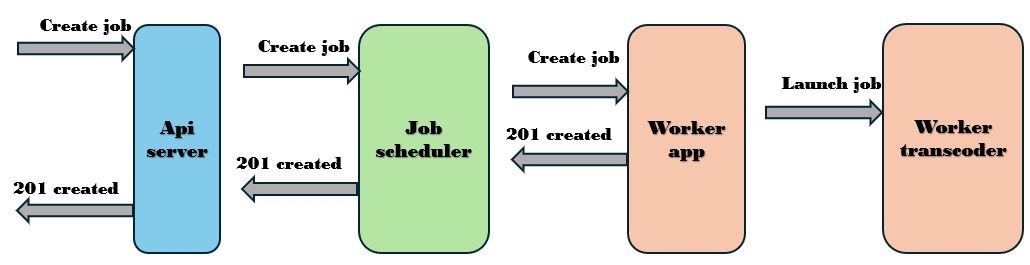 Create job
Create job
Create job
Launch job
Api
server
Job
scheduler
Worker
app
Worker
transcoder
201 created
201 created
201 created